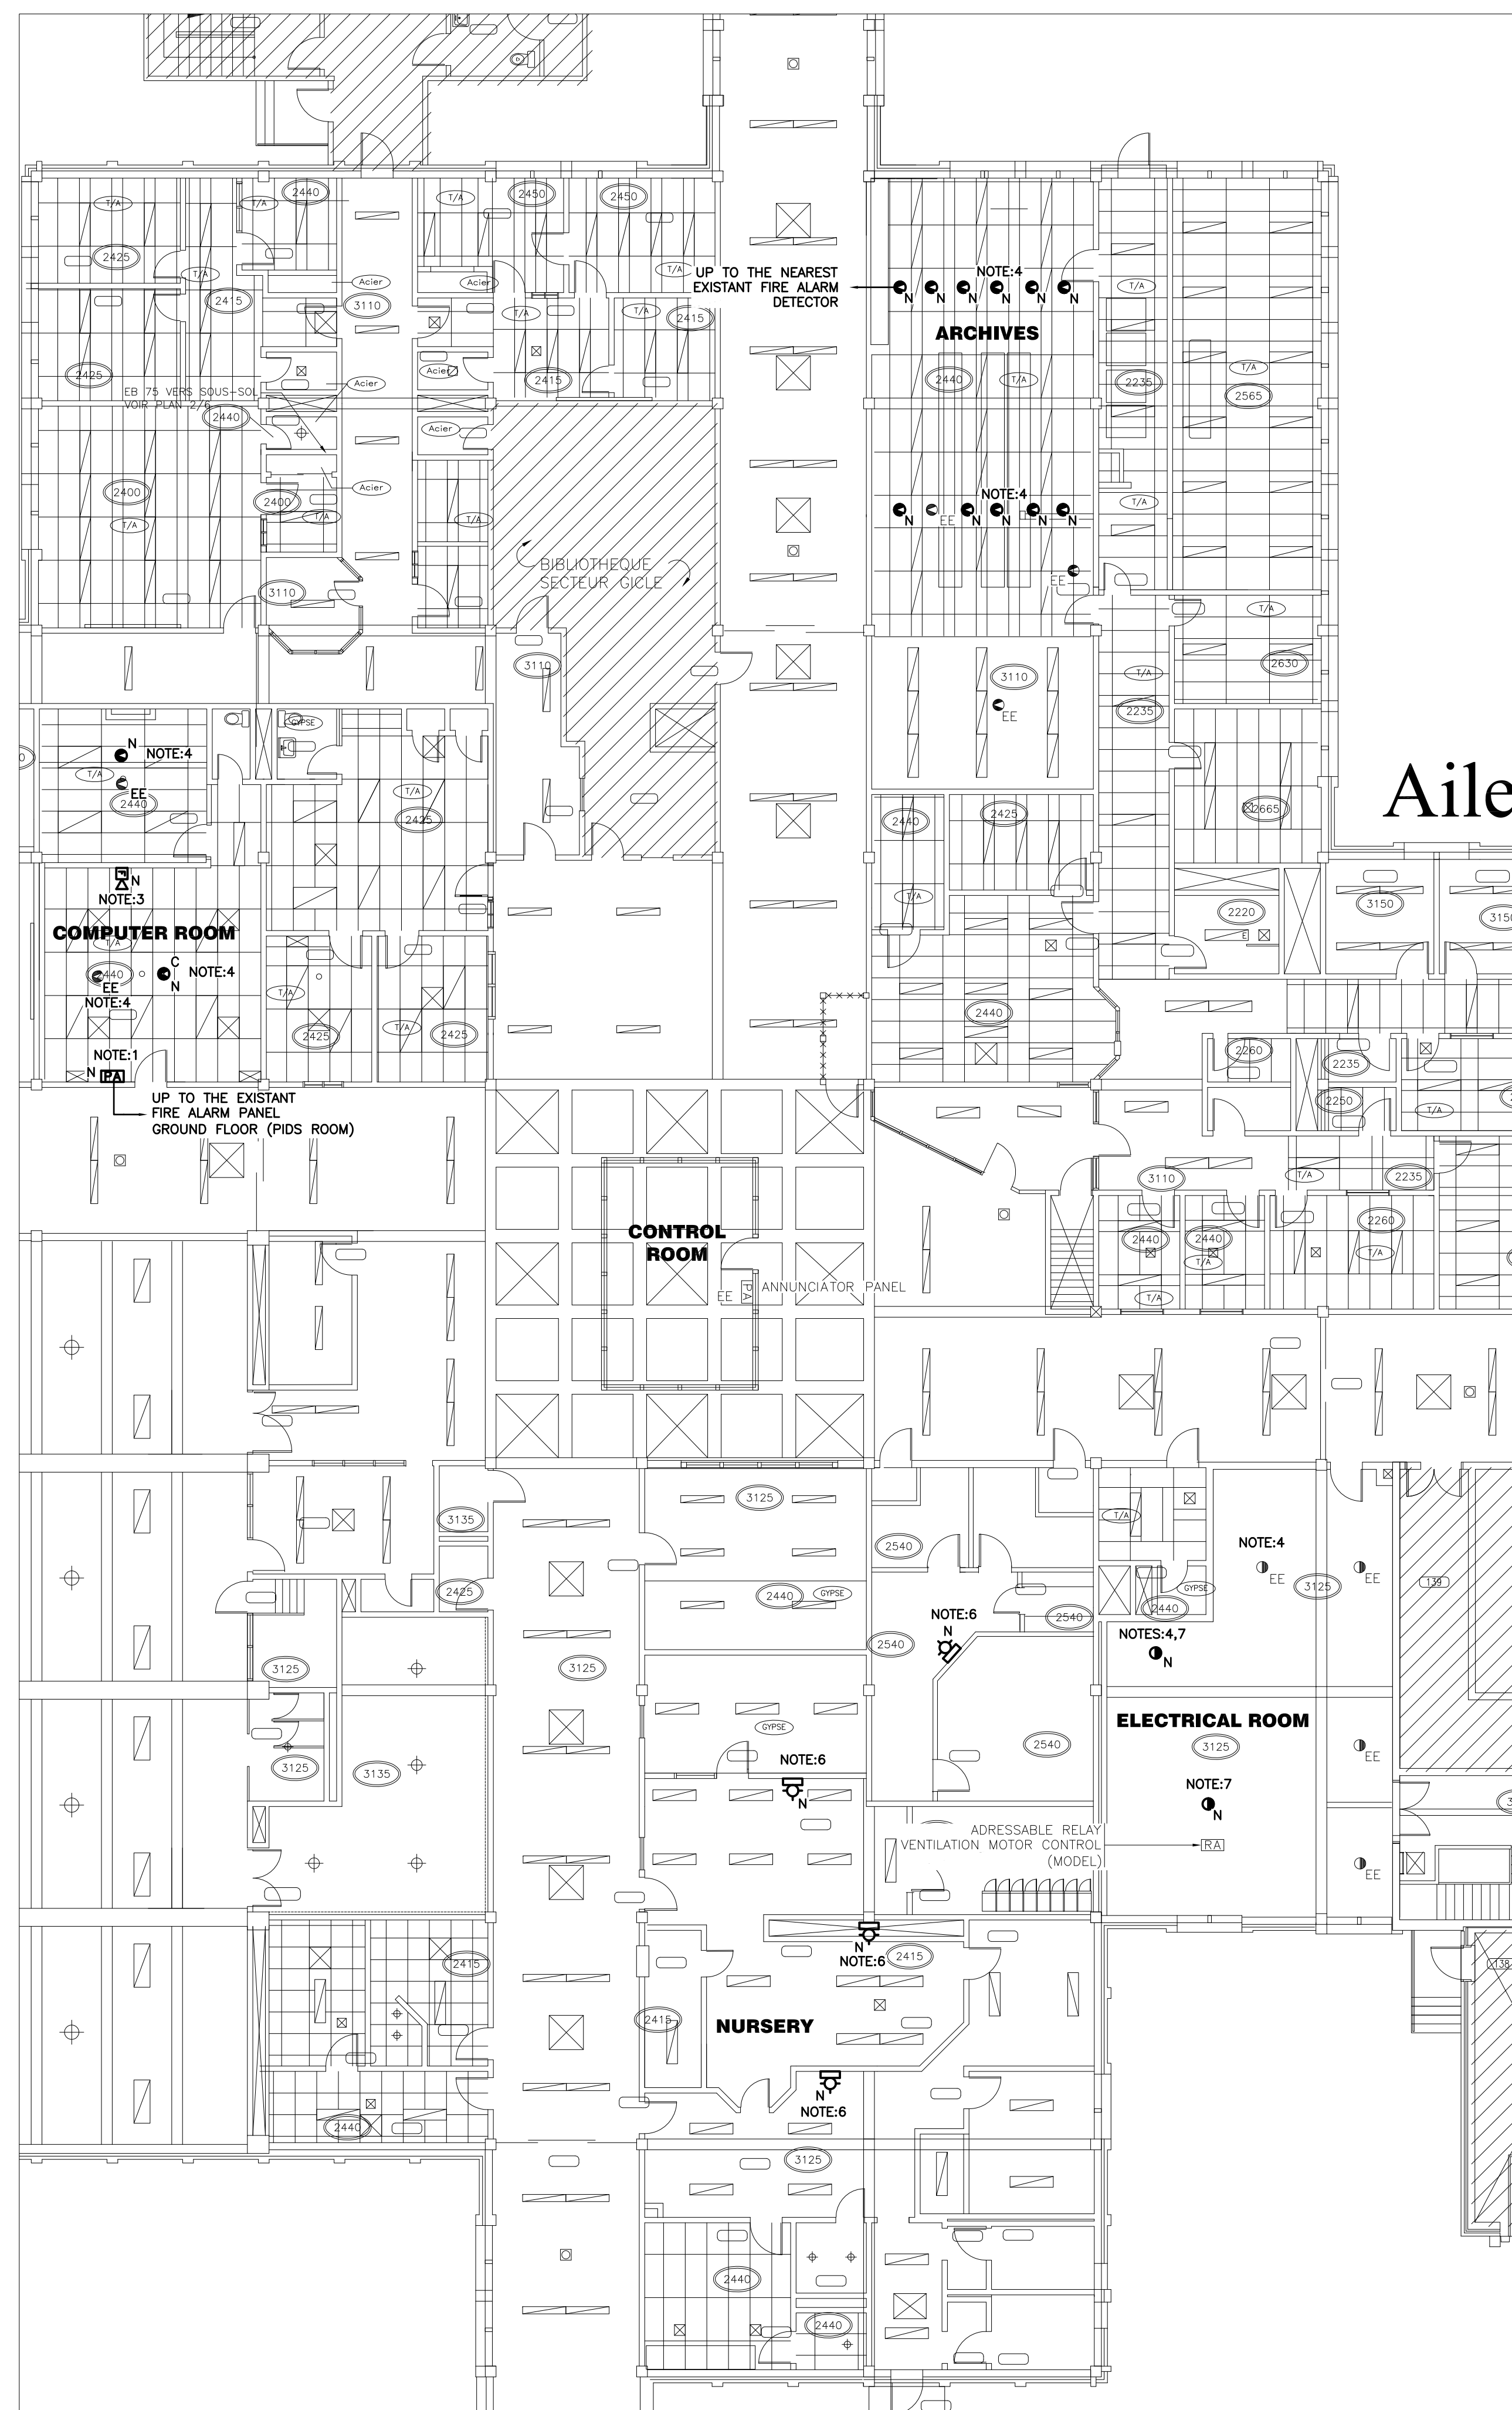 2440
2450
2450
T/A
T/A
T/A
2425
T/A
T/A
2415
Acier
Acier
3110
UP TO THE NEAREST
EXISTANT FIRE ALARM
DETECTOR
NOTE:4
N
N
N
N
N
N
ARCHIVES
T/A
T/A
T/A
2415
2425
2415
EB 75 VERS SOUS-SOL
VOIR PLAN 2/6
Acier
Acier
2440
T/A
2235
T/A
2565
2440
Acier
2400
T/A
2400
T/A
Acier
T/A
NOTE:4
N
EE
N
N
N
N
T/A
BIBLIOTHEQUE
SECTEUR GICLE
EE
3110
T/A
3110
3110
EE
T/A
2235
2630
GYPSE
N
NOTE:4
T/A
EE
2440
T/A
2425
Aile
2440
2425
2665
N
NOTE:3
COMPUTER ROOM
T/A
2440
EE
NOTE:4
C
N
NOTE:4
T/A
2425
T/A
2425
T/A
2440
2220
E
3150
3150
NOTE:1
N
PA
UP TO THE EXISTANT
FIRE ALARM PANEL
GROUND FLOOR (PIDS ROOM)
2260
2235
2250
T/A
3110
T/A
2235
CONTROL
ROOM
EE
PA
ANNUNCIATOR PANEL
2440
2440
T/A
T/A
2260
T/A
3125
3135
2540
T/A
NOTE:4
EE
3125
EE
139
2425
2440
GYPSE
GYPSE
2440
2540
2540
NOTE:6
N
NOTES:4,7
N
3125
3125
GYPSE
2540
ELECTRICAL ROOM
3125
EE
3125
3135
NOTE:6
N
NOTE:7
N
ADRESSABLE RELAY
VENTILATION MOTOR CONTROL
(MODEL)
RA
EE
N
NOTE:6
2415
2415
138
2415
NURSERY
N
NOTE:6
2440
3125
2440
2440